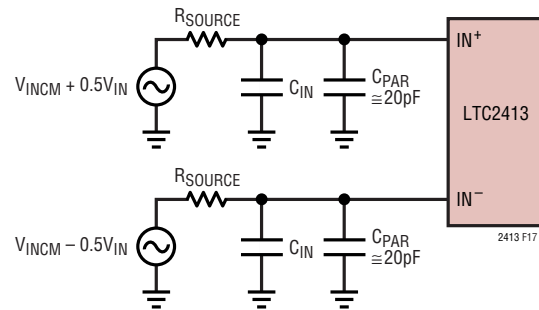 RSOURCE
VINCM + 0.5VIN
CIN
CPAR
≅20pF
IN+
LTC2413
RSOURCE
VINCM – 0.5VIN
CIN
CPAR
≅20pF
IN–
2413 F17